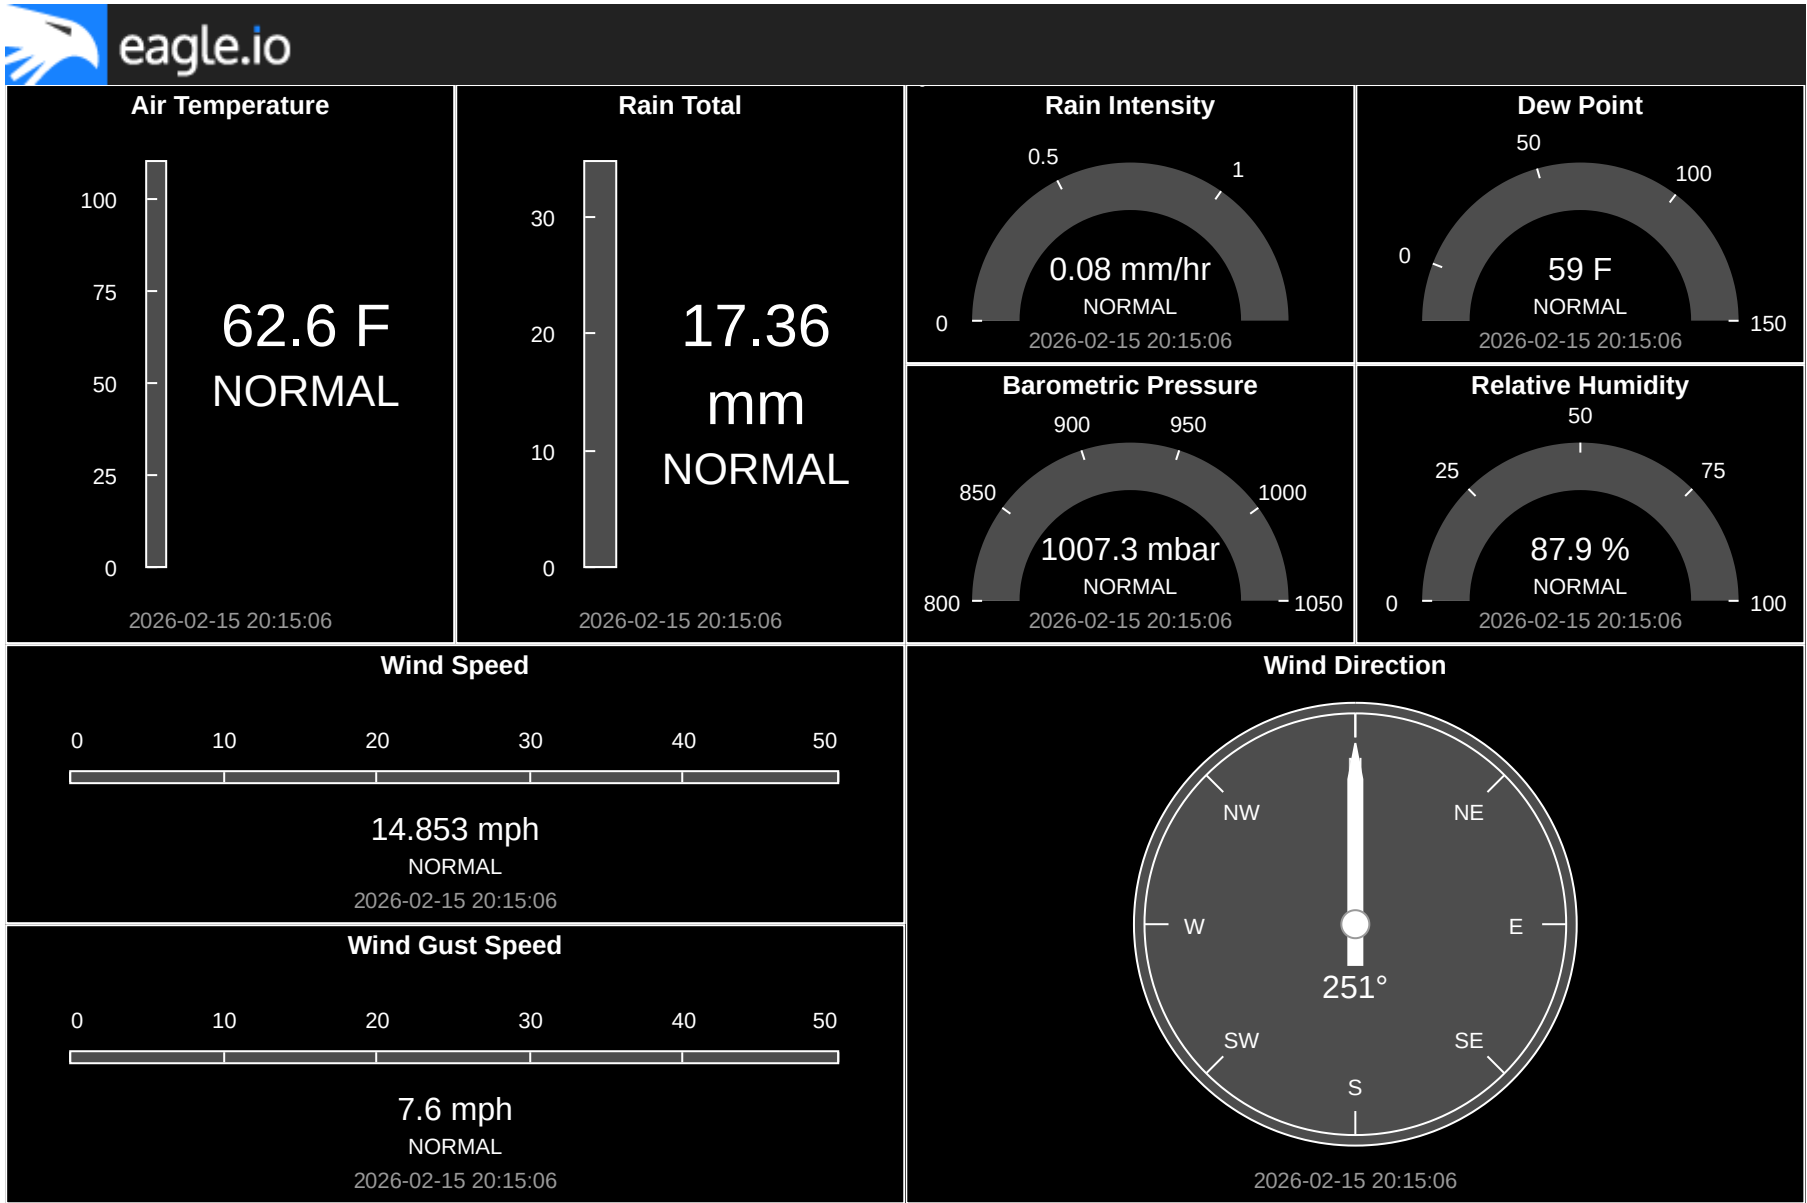 eagle.io
Air Temperature
100
75
50
25
0
62.6 F
NORMAL
2026-02-15 20:15:06
Rain Total
30
20
10
0
17.36
mm
NORMAL
2026-02-15 20:15:06
Rain Intensity
0
0.5
1
0.08 mm/hr
NORMAL
2026-02-15 20:15:06
Dew Point
0
50
100
150
59 F
NORMAL
2026-02-15 20:15:06
Barometric Pressure
800
850
900
950
1000
1050
1007.3 mbar
NORMAL
2026-02-15 20:15:06
Relative Humidity
0
25
50
75
100
87.9 %
NORMAL
2026-02-15 20:15:06
Wind Speed
0 10 20 30 40 50
14.853 mph
NORMAL
2026-02-15 20:15:06
Wind Gust Speed
0 10 20 30 40 50
7.6 mph
NORMAL
2026-02-15 20:15:06
Wind Direction
NW NE
W E
251°
SW SE
S
2026-02-15 20:15:06